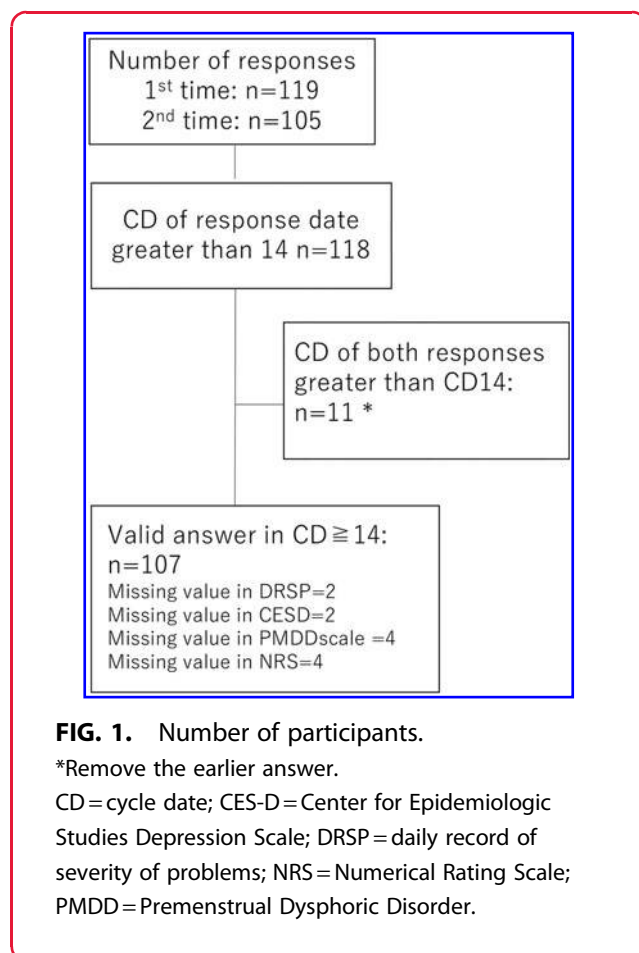 Number of responses
1st time: n=119
2nd time: n=105
CD of response date
greater than 14 n=118
CD of both responses
greater than CD14:
n=11 *
Valid answer in CD≧14:
n=107
Missing value in DRSP=2
Missing value in CESD=2
Missing value in PMDDscale =4
Missing value in NRS=4
FIG. 1. Number of participants.
*Remove the earlier answer.
CD=cycle date; CES-D=Center for Epidemiologic
Studies Depression Scale; DRSP=daily record of
severity of problems; NRS=Numerical Rating Scale;
PMDD=Premenstrual Dysphoric Disorder.